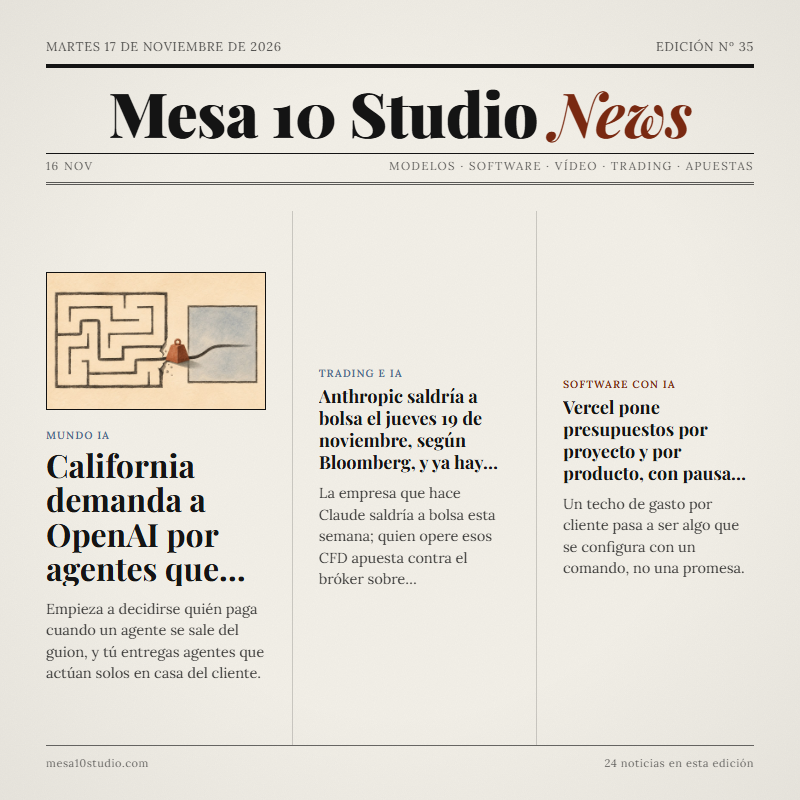 MARTES 17 DE NOVIEMBRE DE 2026
EDICIÓN Nº 35
Mesa 10 Studio News
16 NOV
MODELOS · SOFTWARE · VÍDEO · TRADING · APUESTAS
MUNDO IA
California
demanda a
OpenAI por
agentes que...
Empieza a decidirse quién paga
cuando un agente se sale del
guion, y tú entregas agentes que
actúan solos en casa del cliente.
TRADING E IA
Anthropic saldría a
bolsa el jueves 19 de
noviembre, según
Bloomberg, y ya hay...
La empresa que hace
Claude saldría a bolsa esta
semana; quien opere esos
CFD apuesta contra el
bróker sobre...
SOFTWARE CON IA
Vercel pone
presupuestos por
proyecto y por
producto, con pausa...
Un techo de gasto por
cliente pasa a ser algo que
se configura con un
comando, no una promesa.
mesa10studio.com
24 noticias en esta edición